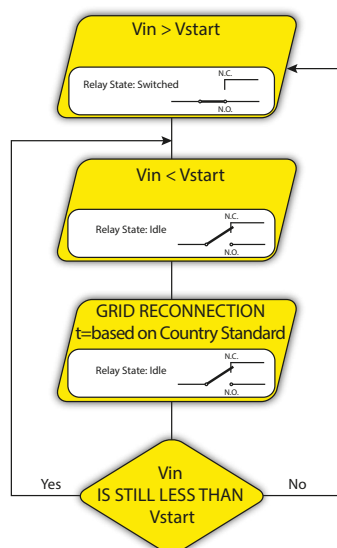 Vin > Vstart
N.C.
Relay State: Switched
N.O.
Vin < Vstart
N.C.
Relay State: Idle
N.O.
GRID RECONNECTION
t=based on Country Standard
N.C.
Relay State: Idle
N.O.
Yes
Vin
IS STILL LESS THAN
Vstart
No